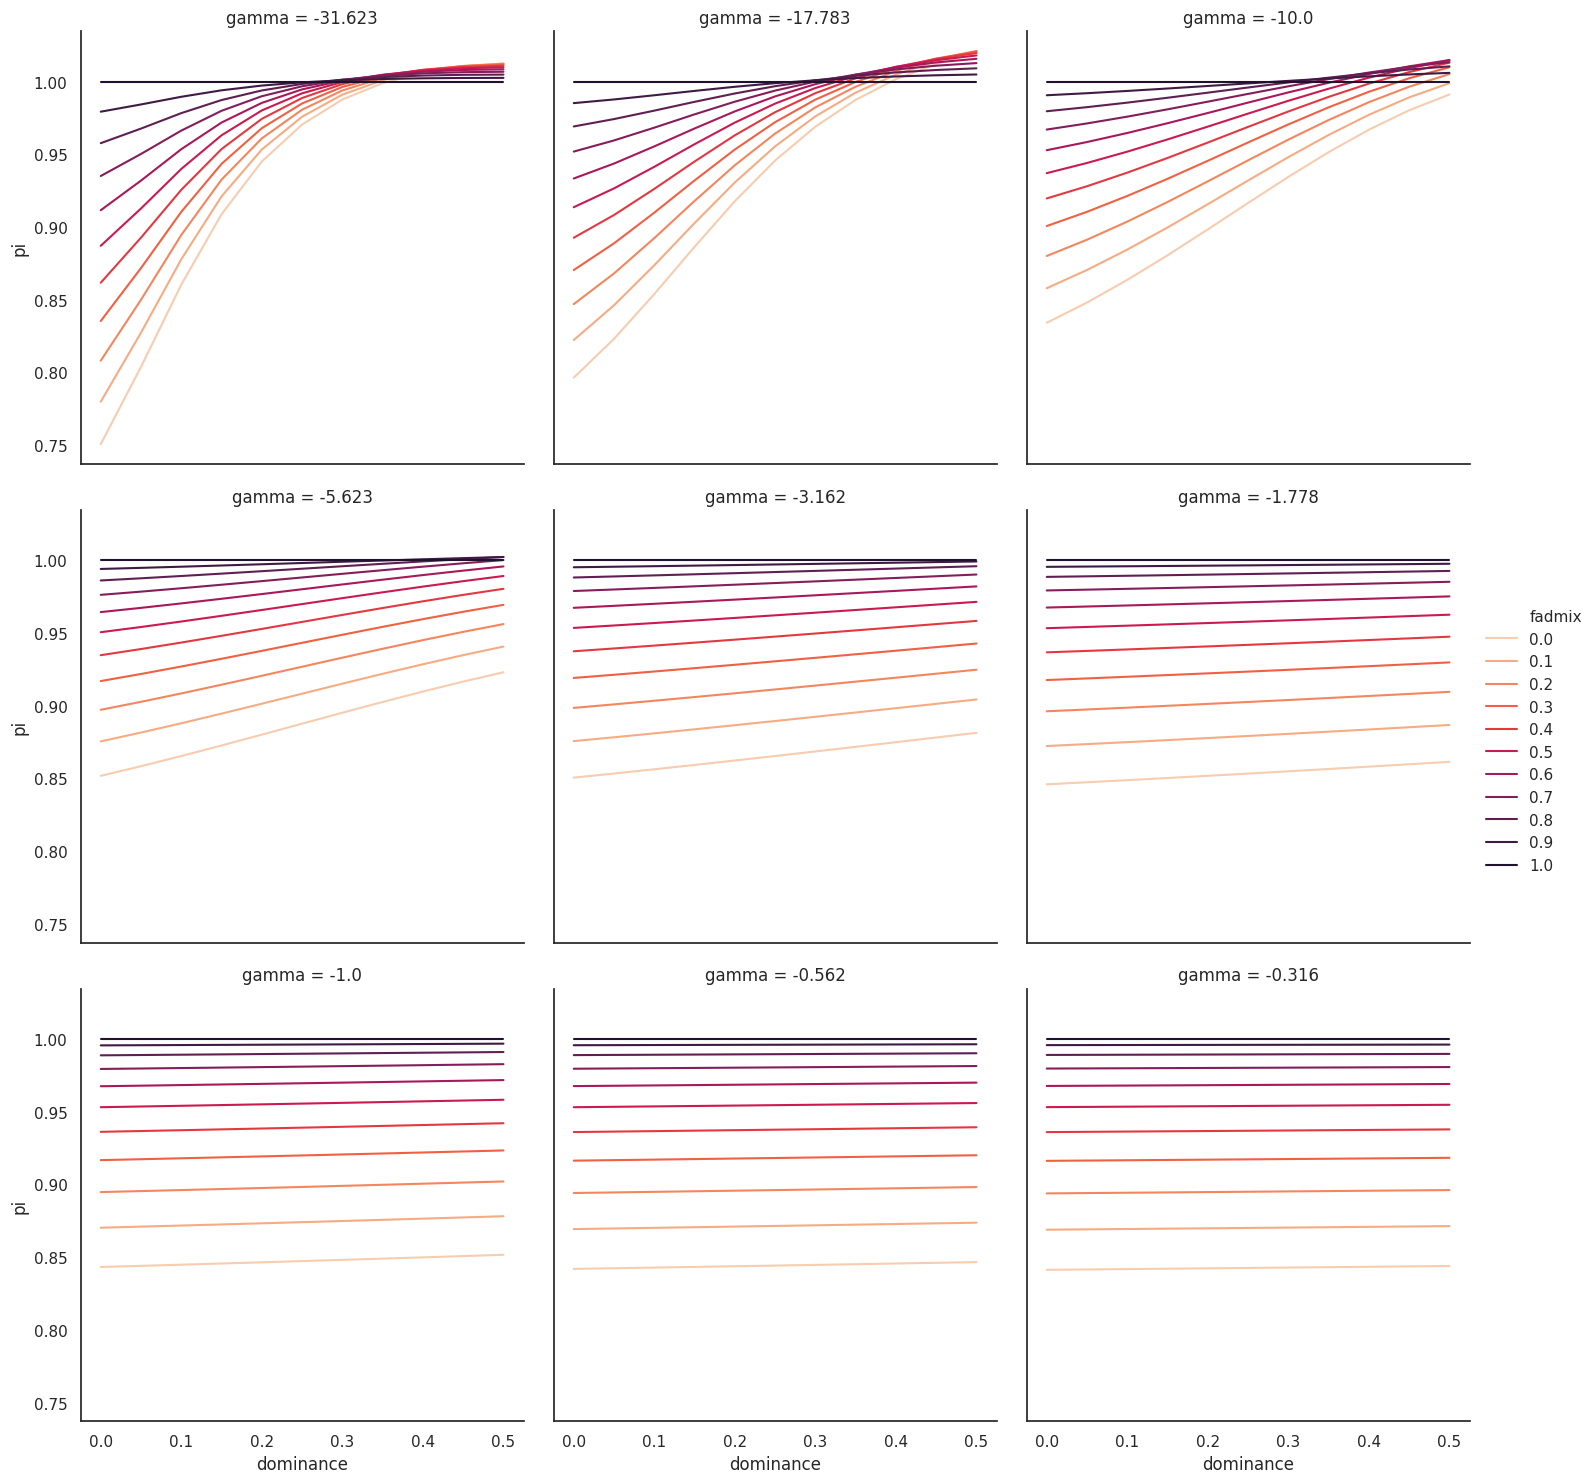 gamma = -31.623
gamma = -17.783
gamma = -10.0
1.00
0.95
0.90
0.85
0.80
0.75
pi
gamma = -5.623
gamma = -3.162
gamma = -1.778
1.00
0.95
0.90
0.85
0.80
0.75
pi
fadmix
0.0
0.1
0.2
0.3
0.4
0.5
0.6
0.7
0.8
0.9
1.0
gamma = -1.0
gamma = -0.562
gamma = -0.316
1.00
0.95
0.90
0.85
0.80
0.75
pi
0.0 0.1 0.2 0.3 0.4 0.5
dominance
0.0 0.1 0.2 0.3 0.4 0.5
dominance
0.0 0.1 0.2 0.3 0.4 0.5
dominance